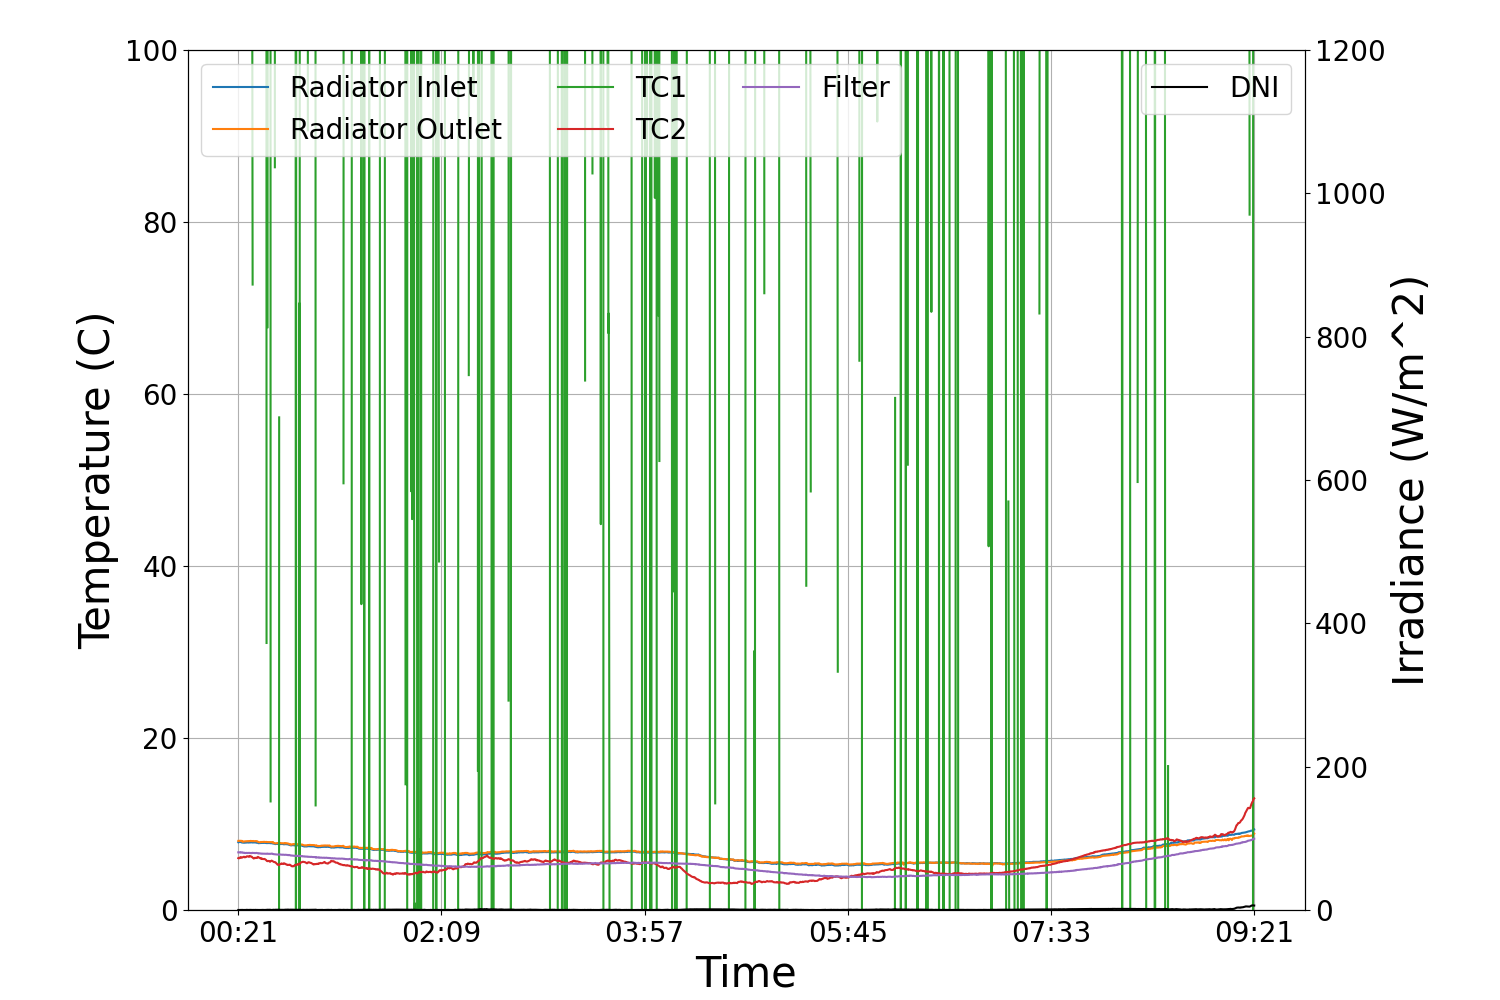 100
80
60
40
20
0
Temperature (C)
Radiator Inlet
Radiator Outlet
TC1
TC2
Filter
DNI
1200
1000
800
600
400
200
0
Irradiance (W/m^2)
00:21
02:09
03:57
05:45
07:33
09:21
Time